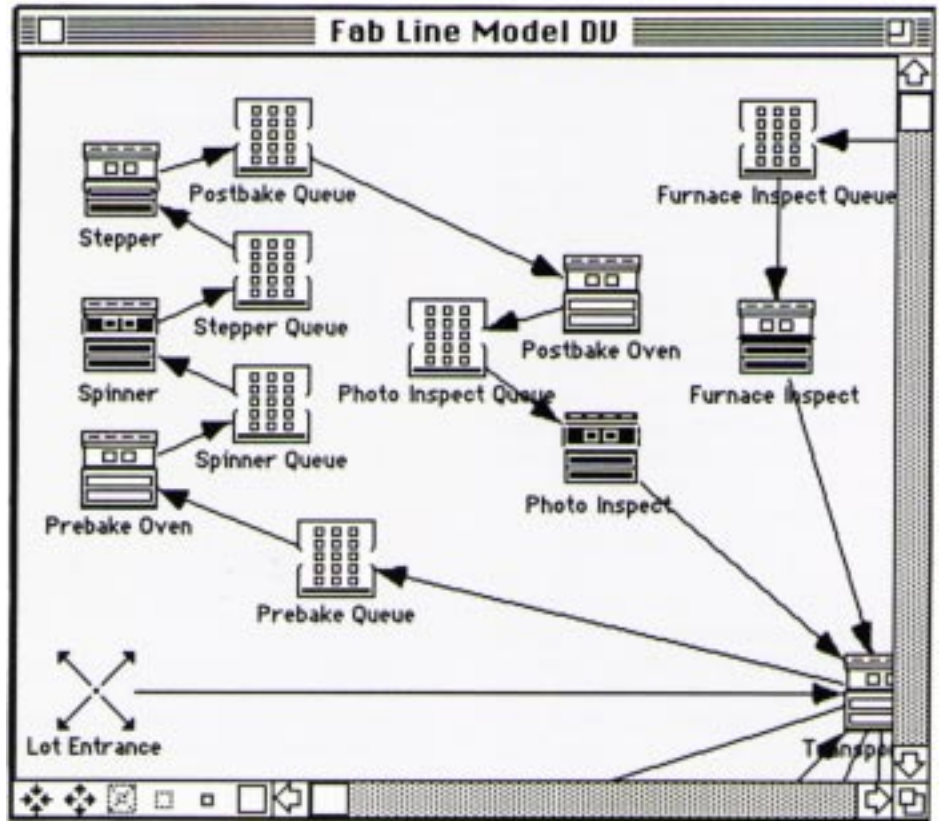 Fab Line Model DV
Postbake Queue
Furnace Inspect Queue
Stepper
Stepper Queue
Postbake Oven
Spinner
Photo Inspect Queue
Furnace Inspect
Spinner Queue
Photo Inspect
Prebake Oven
Prebake Queue
Lot Entrance
Transpo